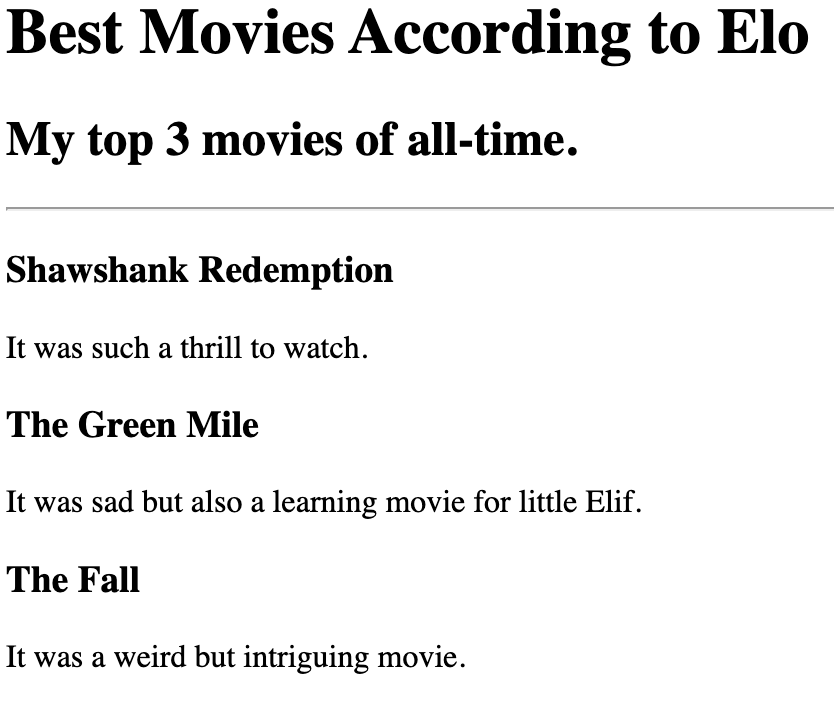 Best Movies According to Elo
My top 3 movies of all-time.
Shawshank Redemption
It was such a thrill to watch.
The Green Mile
It was sad but also a learning movie for little Elif.
The Fall
It was a weird but intriguing movie.